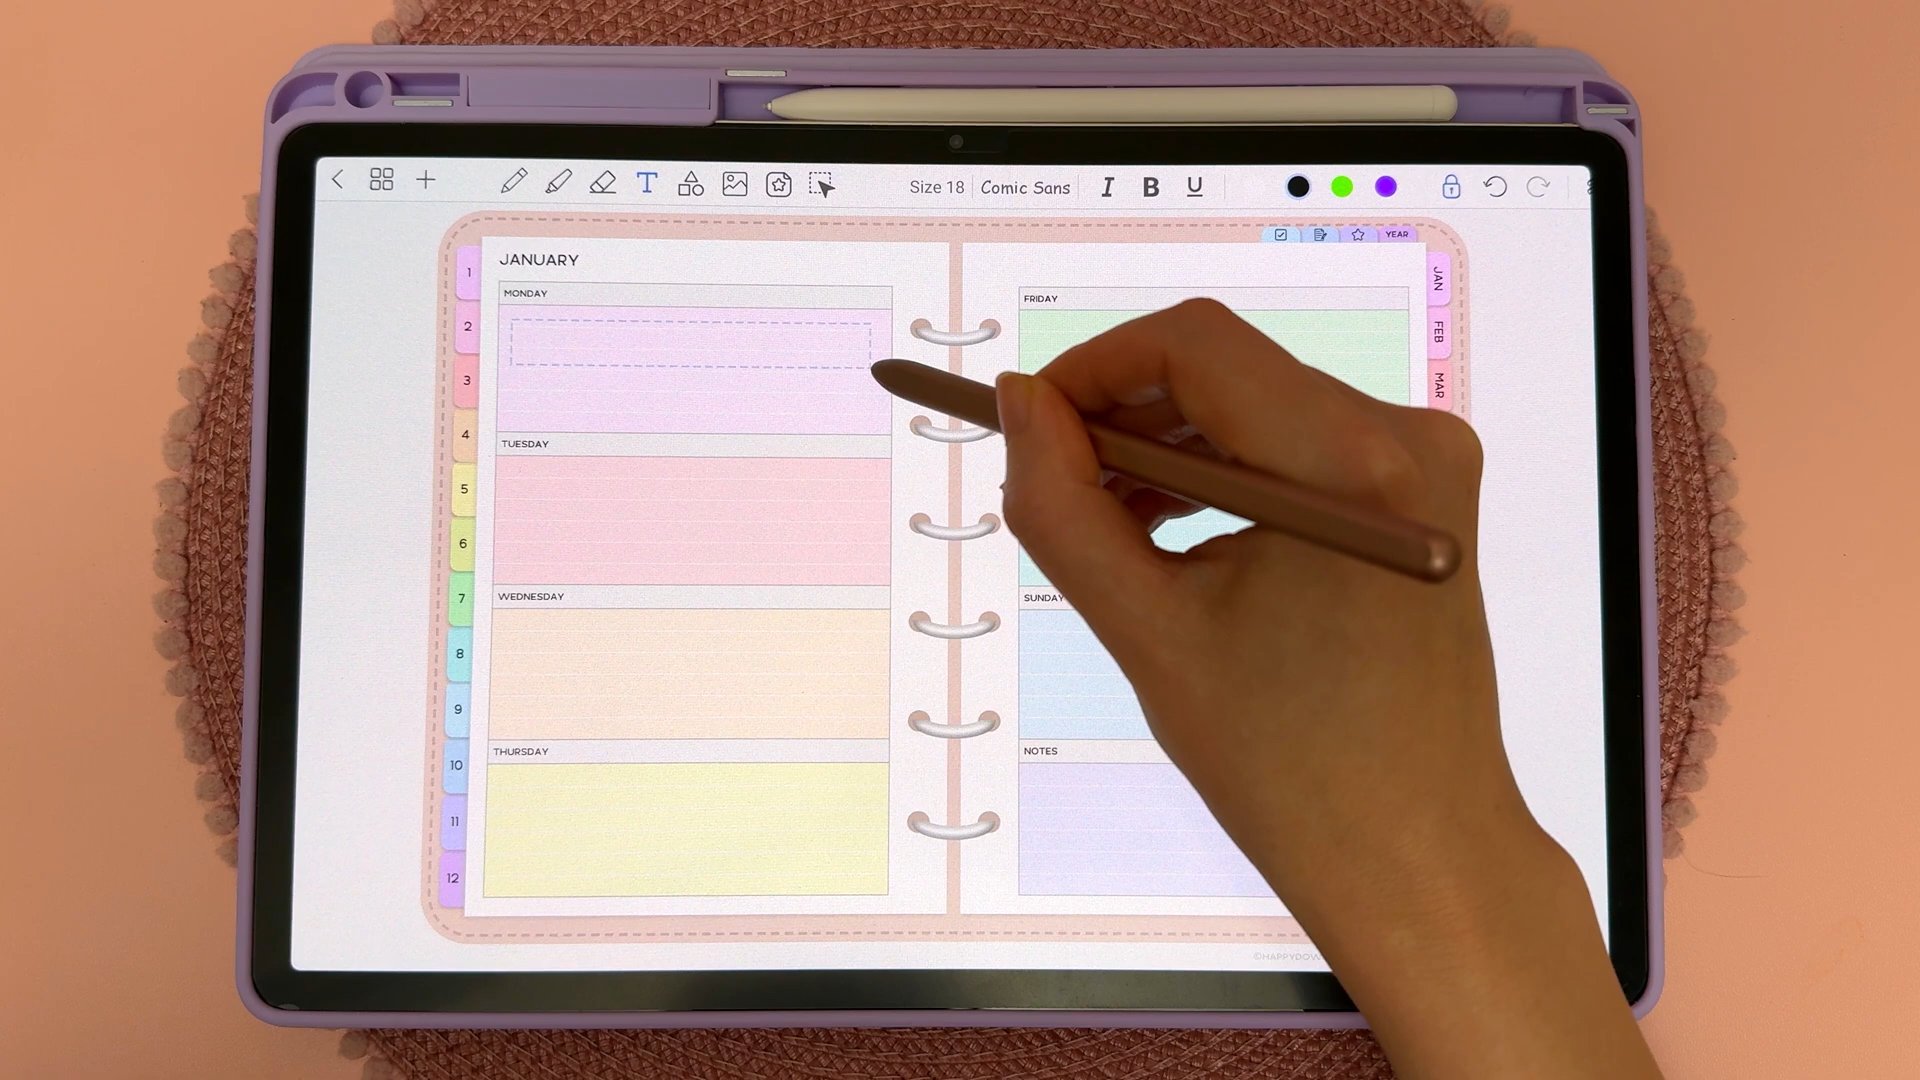 Size 18 Comic Sans I B U
YEAR
JANUARY
MONDAY
TUESDAY
WEDNESDAY
THURSDAY
FRIDAY
SUNDAY
NOTES
1
2
3
4
5
6
7
8
9
10
11
12
JAN
FEB
MAR